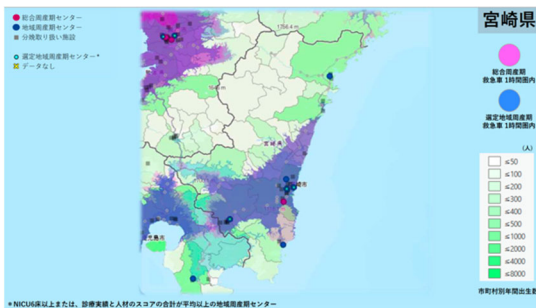 総合周産期センター
地域周産期センター
分娩取り扱い施設
選定地域周産期センター*
データなし
宮崎県
総合周産期
救急車 1時間圏内
選定地域周産期
救急車 1時間圏内
(人)
≤50
≤100
≤200
≤300
≤400
≤500
≤1000
≤2000
≤4000
≤8000
市町村別年間出生数
宮崎県
* NICU6床以上または、診療実績と人材のスコアの合計が平均以上の地域周産期センター